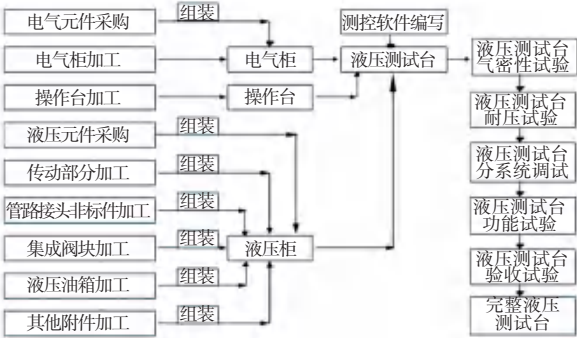 电气元件采购
组装
测控软件编写
电气柜加工
电气柜
液压测试台
操作台加工
操作台
液压元件采购
组装
传动部分加工
组装
管路接头非标件加工
组装
集成阀块加工
组装
液压柜
液压油箱加工
组装
其他附件加工
组装
液压测试台
气密性试验
液压测试台
耐压试验
液压测试台
分系统调试
液压测试台
功能试验
液压测试台
验收试验
完整液压
测试台